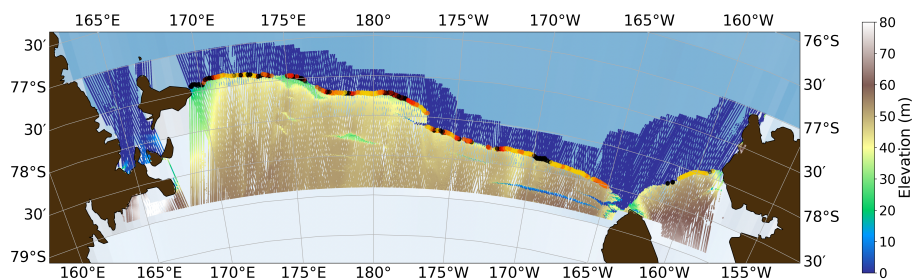 165°E 170°E 175°E 180° 175°W 170°W 165°W 160°W
30′ 76°S
77°S 30′
30′ 77°S
78°S 30′
30′ 78°S
79°S 30′
160°E 165°E 170°E 175°E 180° 175°W 170°W 165°W 160°W 155°W
80
70
60
50
40
30
20
10
0
Elevation (m)